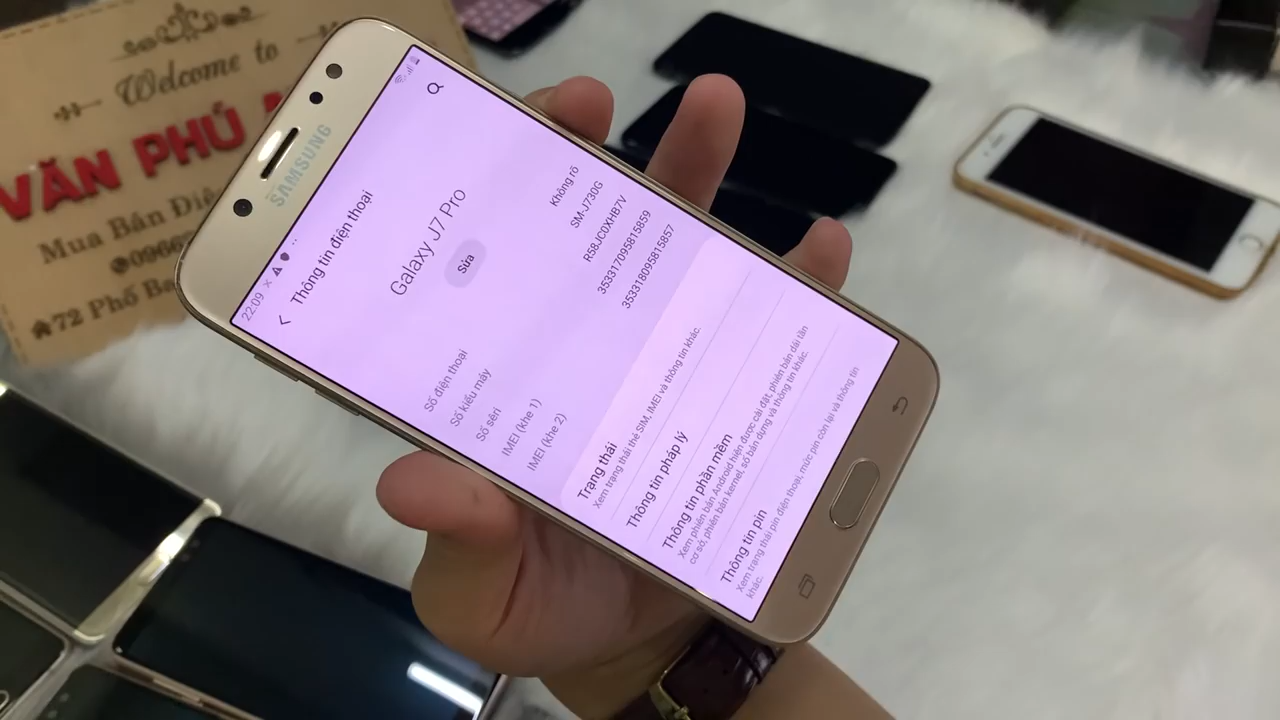 Welcome to
VĂN PHÚ
Mua Bán
72 Phố
SAMSUNG
22:09
Thông tin điện thoại
Galaxy J7 Pro
Sửa
Số điện thoại Không rõ
Số kiểu máy SM-J730G
Số sêri R58JC0XHB7V
IMEI (khe 1) 353317095815859
IMEI (khe 2) 353318095815857
Trạng thái
Xem trạng thái thẻ SIM, IMEI và thông tin khác.
Thông tin pháp lý
Thông tin phần mềm
Xem phiên bản Android hiện được cài đặt, phiên bản dải tần
cơ sở, phiên bản kernel, số bản dựng và thông tin khác.
Thông tin pin
Xem trạng thái pin điện thoại, mức pin còn lại và thông tin
khác.